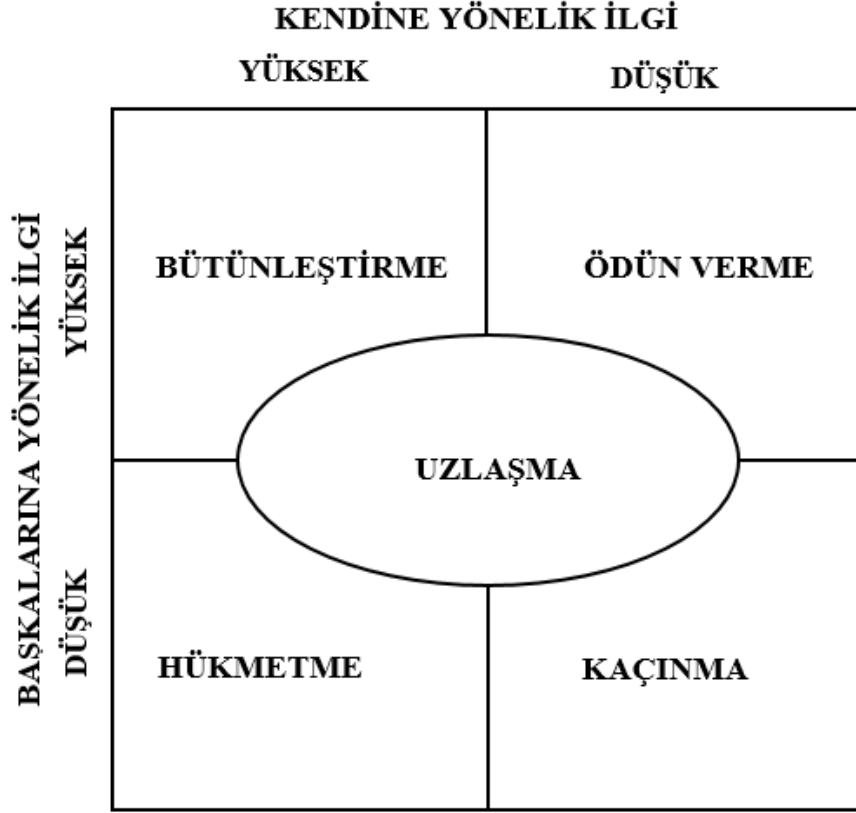 KENDİNE YÖNELİK İLGİ
YÜKSEK
DÜŞÜK
BAŞKALARINA YÖNELİK İLGİ
YÜKSEK
DÜŞÜK
BÜTÜNLEŞTİRME
ÖDÜN VERME
UZLAŞMA
HÜKMETME
KAÇINMA